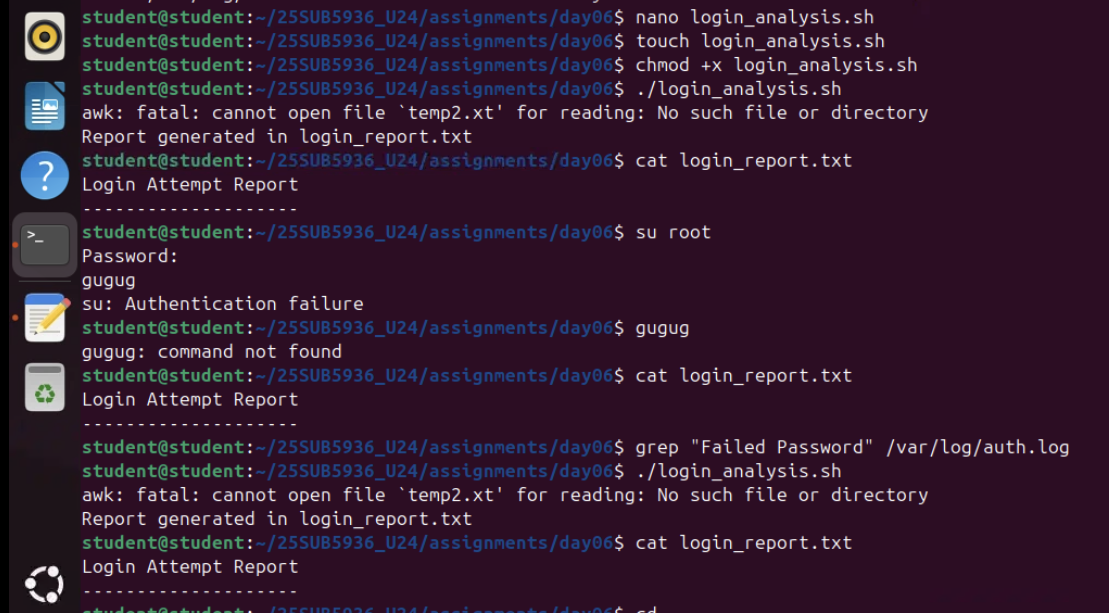 student@student:~/25SUB5936_U24/assignments/day06$ nano login_analysis.sh
student@student:~/25SUB5936_U24/assignments/day06$ touch login_analysis.sh
student@student:~/25SUB5936_U24/assignments/day06$ chmod +x login_analysis.sh
student@student:~/25SUB5936_U24/assignments/day06$ ./login_analysis.sh
awk: fatal: cannot open file `temp2.xt' for reading: No such file or directory
Report generated in login_report.txt
student@student:~/25SUB5936_U24/assignments/day06$ cat login_report.txt
Login Attempt Report
--------------------
student@student:~/25SUB5936_U24/assignments/day06$ su root
Password:
gugug
su: Authentication failure
student@student:~/25SUB5936_U24/assignments/day06$ gugug
gugug: command not found
student@student:~/25SUB5936_U24/assignments/day06$ cat login_report.txt
Login Attempt Report
--------------------
student@student:~/25SUB5936_U24/assignments/day06$ grep "Failed Password" /var/log/auth.log
student@student:~/25SUB5936_U24/assignments/day06$ ./login_analysis.sh
awk: fatal: cannot open file `temp2.xt' for reading: No such file or directory
Report generated in login_report.txt
student@student:~/25SUB5936_U24/assignments/day06$ cat login_report.txt
Login Attempt Report
--------------------
student@student:~/25SUB5936_U24/assignments/day06$ cd